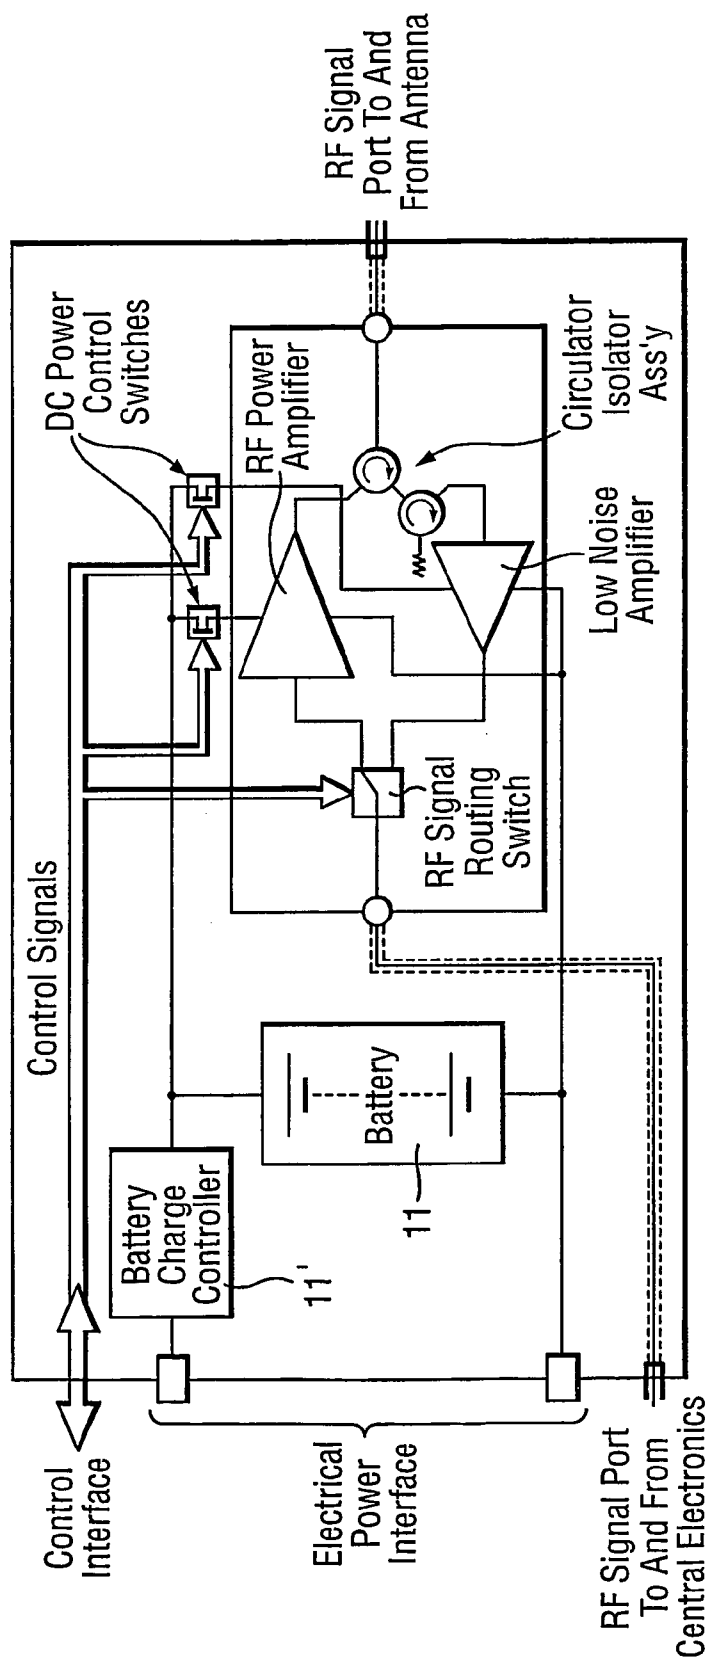 Control
Interface
Control Signals
DC Power
Control
Switches
RF Signal
Port To And
From Antenna
Battery
Charge
Controller
11'
Battery
11
RF Power
Amplifier
RF Signal
Routing
Switch
Circulator
Isolator
Ass'y
Low Noise
Amplifier
Electrical
Power
Interface
RF Signal Port
To And From
Central Electronics